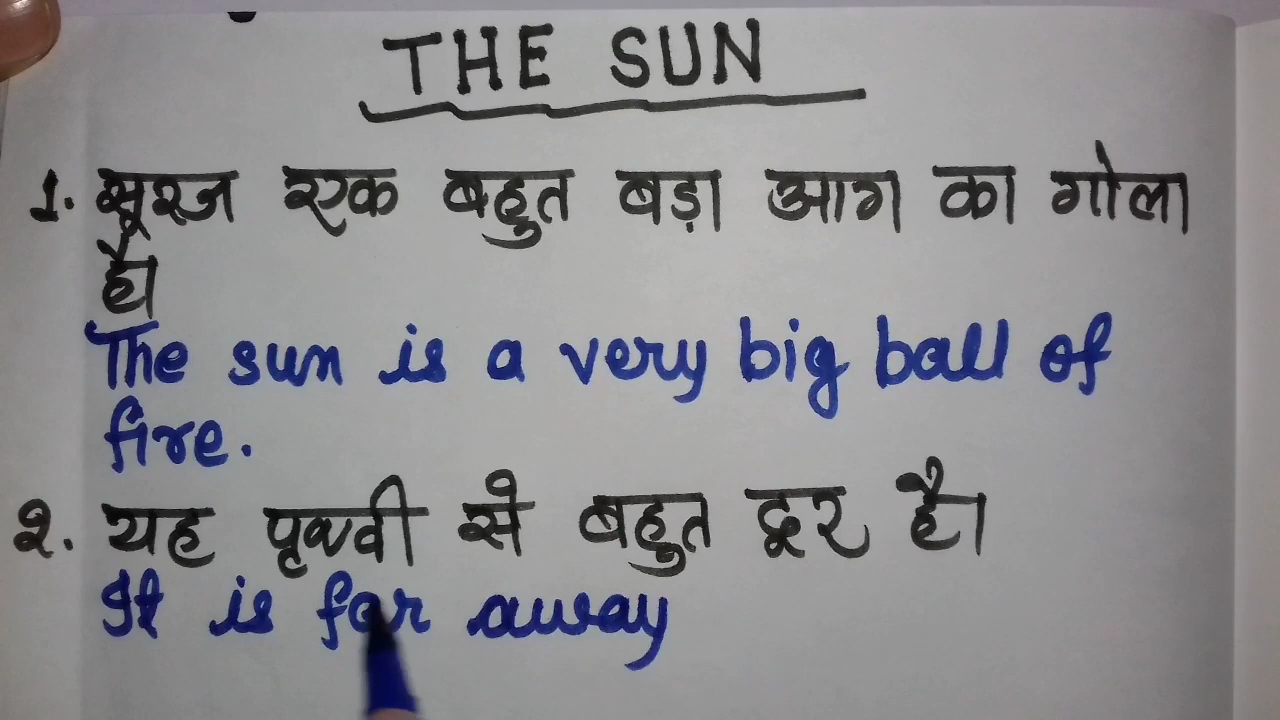 THE SUN
1. सूरज एक बहुत बड़ा आग का गोला
है।
The sun is a very big ball of
fire.
2. यह पृथ्वी से बहुत दूर है।
It is far away